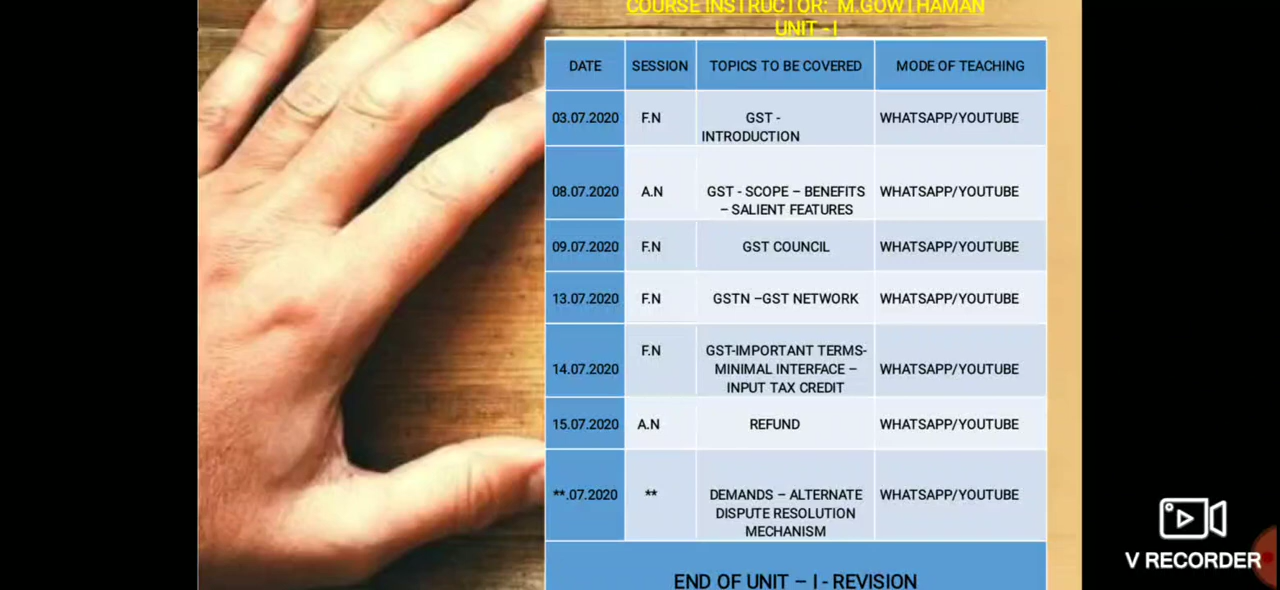 COURSE INSTRUCTOR: M.GOWTHAMAN
UNIT - I
DATE SESSION TOPICS TO BE COVERED MODE OF TEACHING
03.07.2020 F.N GST - WHATSAPP/YOUTUBE
INTRODUCTION
08.07.2020 A.N GST - SCOPE – BENEFITS WHATSAPP/YOUTUBE
– SALIENT FEATURES
09.07.2020 F.N GST COUNCIL WHATSAPP/YOUTUBE
13.07.2020 F.N GSTN –GST NETWORK WHATSAPP/YOUTUBE
F.N GST-IMPORTANT TERMS-
14.07.2020 MINIMAL INTERFACE – WHATSAPP/YOUTUBE
INPUT TAX CREDIT
15.07.2020 A.N REFUND WHATSAPP/YOUTUBE
**.07.2020 ** DEMANDS – ALTERNATE WHATSAPP/YOUTUBE
DISPUTE RESOLUTION
MECHANISM
END OF UNIT – I - REVISION
V RECORDER